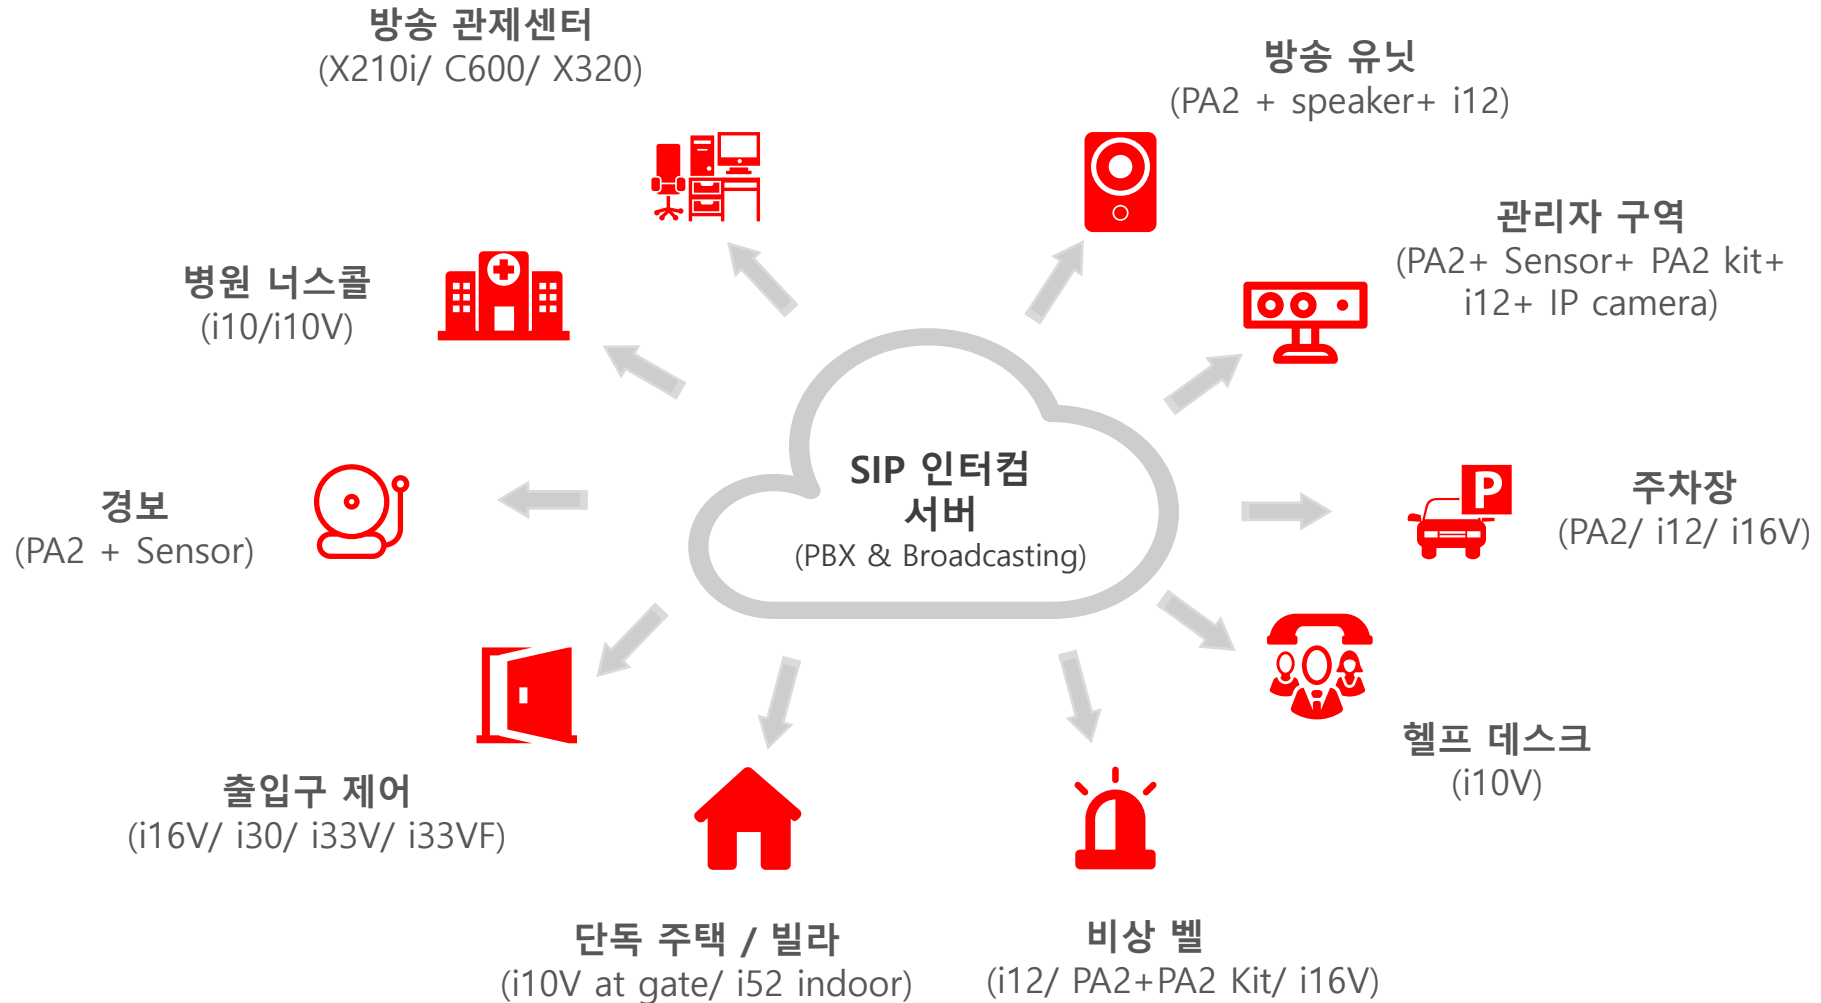 방송 관제센터
(X210i/ C600/ X320)
방송 유닛
(PA2 + speaker+ i12)
관리자 구역
(PA2+ Sensor+ PA2 kit+
i12+ IP camera)
병원 너스콜
(i10/i10V)
SIP 인터컴
서버
(PBX & Broadcasting)
경보
(PA2 + Sensor)
P
주차장
(PA2/ i12/ i16V)
헬프 데스크
(i10V)
출입구 제어
(i16V/ i30/ i33V/ i33VF)
단독 주택 / 빌라
(i10V at gate/ i52 indoor)
비상 벨
(i12/ PA2+PA2 Kit/ i16V)